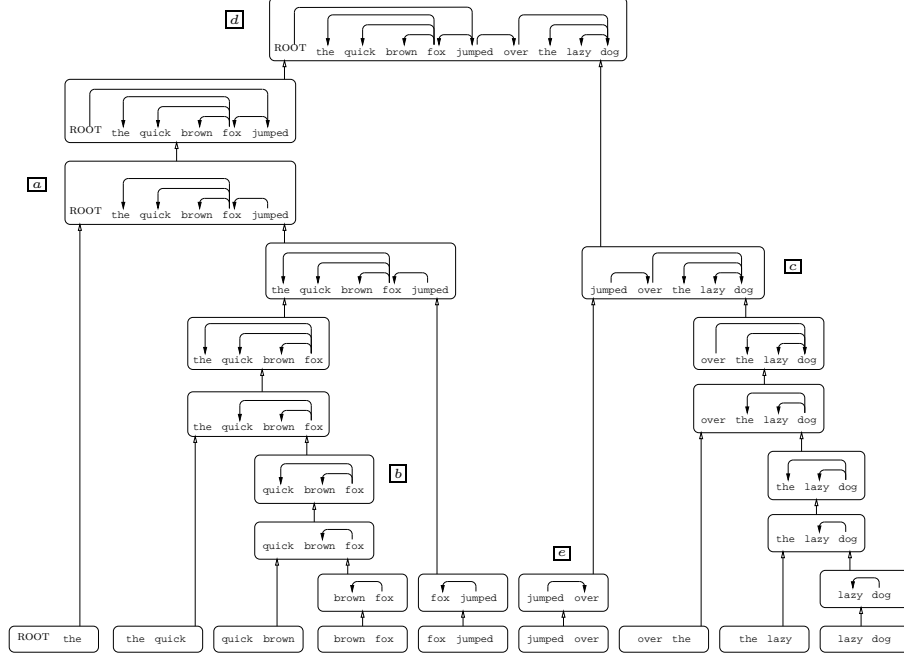 d
ROOT the quick brown fox jumped over the lazy dog
ROOT the quick brown fox jumped
a
ROOT the quick brown fox jumped
the quick brown fox jumped
jumped over the lazy dog
c
the quick brown fox
over the lazy dog
the quick brown fox
over the lazy dog
quick brown fox
b
the lazy dog
quick brown fox
the lazy dog
e
brown fox
fox jumped
jumped over
lazy dog
ROOT the
the quick
quick brown
brown fox
fox jumped
jumped over
over the
the lazy
lazy dog